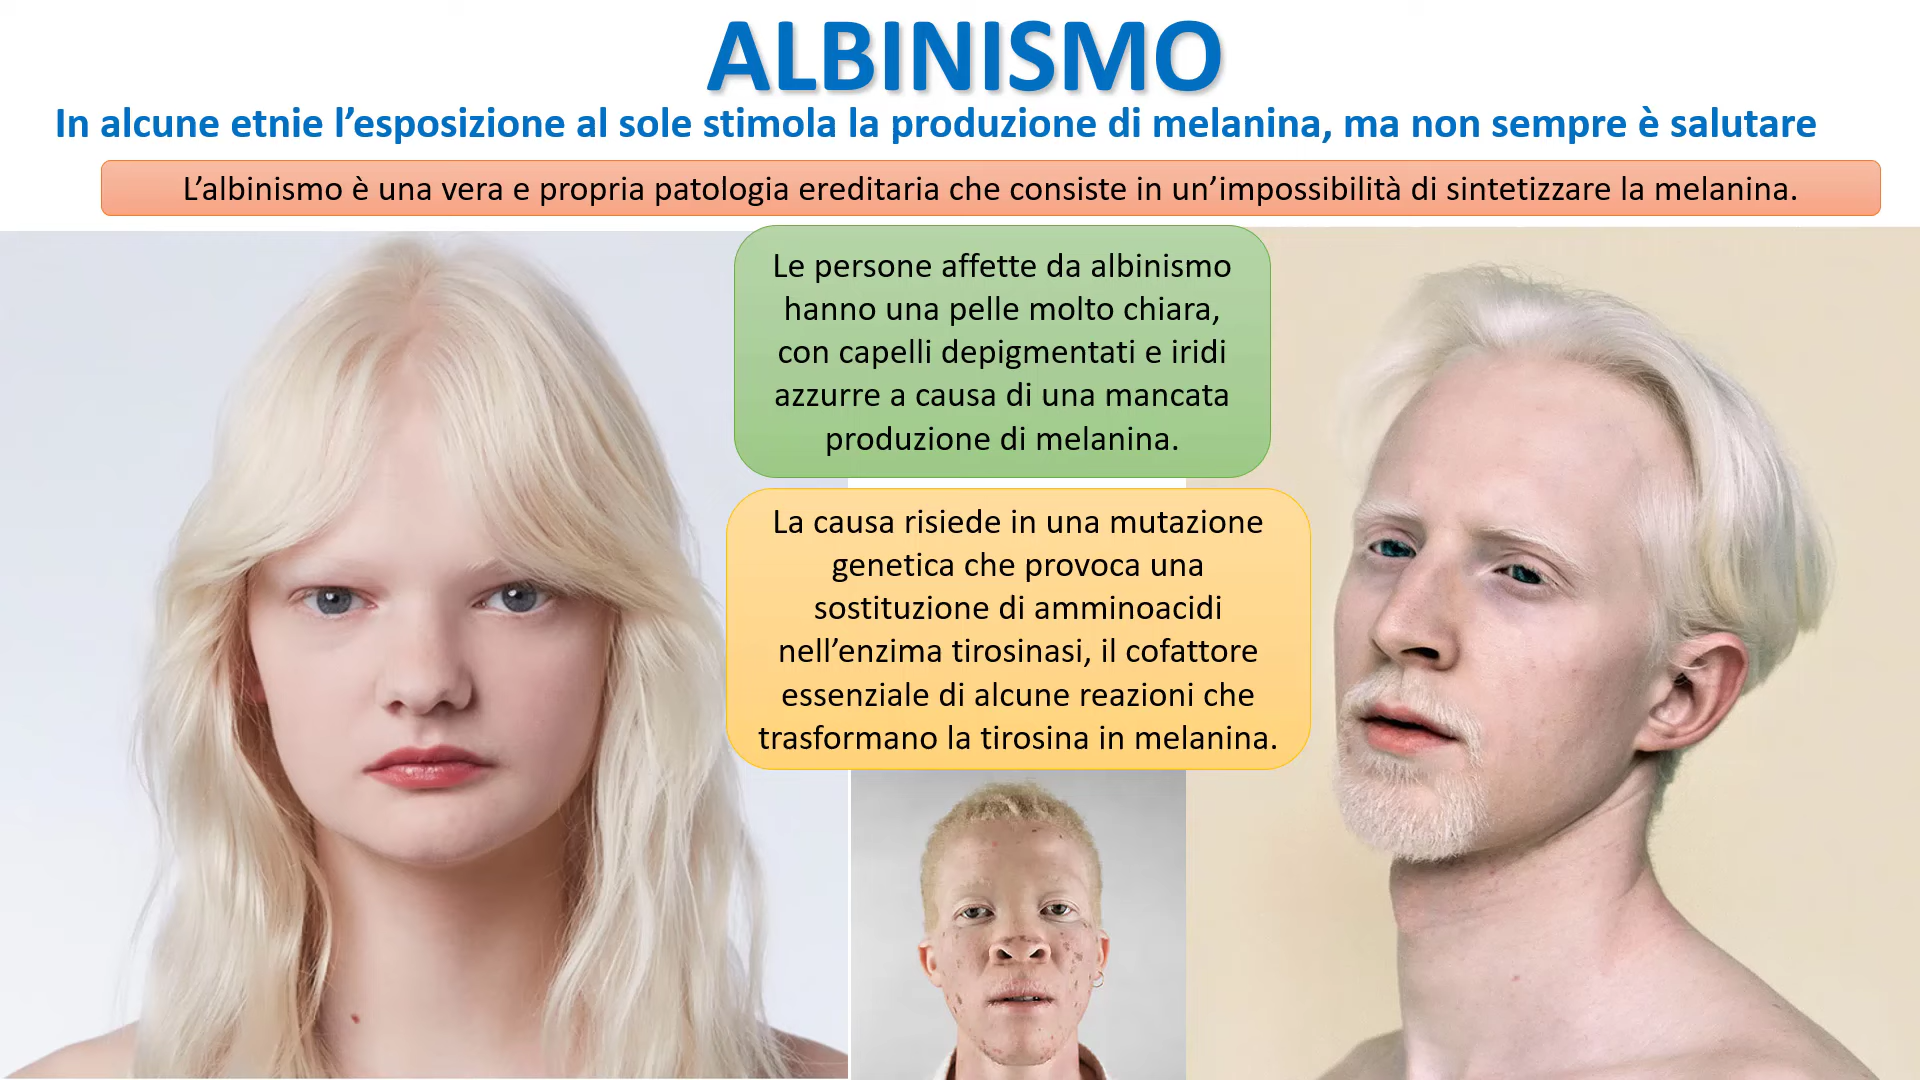 ALBINISMO
In alcune etnie l’esposizione al sole stimola la produzione di melanina, ma non sempre è salutare
L’albinismo è una vera e propria patologia ereditaria che consiste in un’impossibilità di sintetizzare la melanina.
Le persone affette da albinismo
hanno una pelle molto chiara,
con capelli depigmentati e iridi
azzurre a causa di una mancata
produzione di melanina.
La causa risiede in una mutazione
genetica che provoca una
sostituzione di amminoacidi
nell’enzima tirosinasi, il cofattore
essenziale di alcune reazioni che
trasformano la tirosina in melanina.